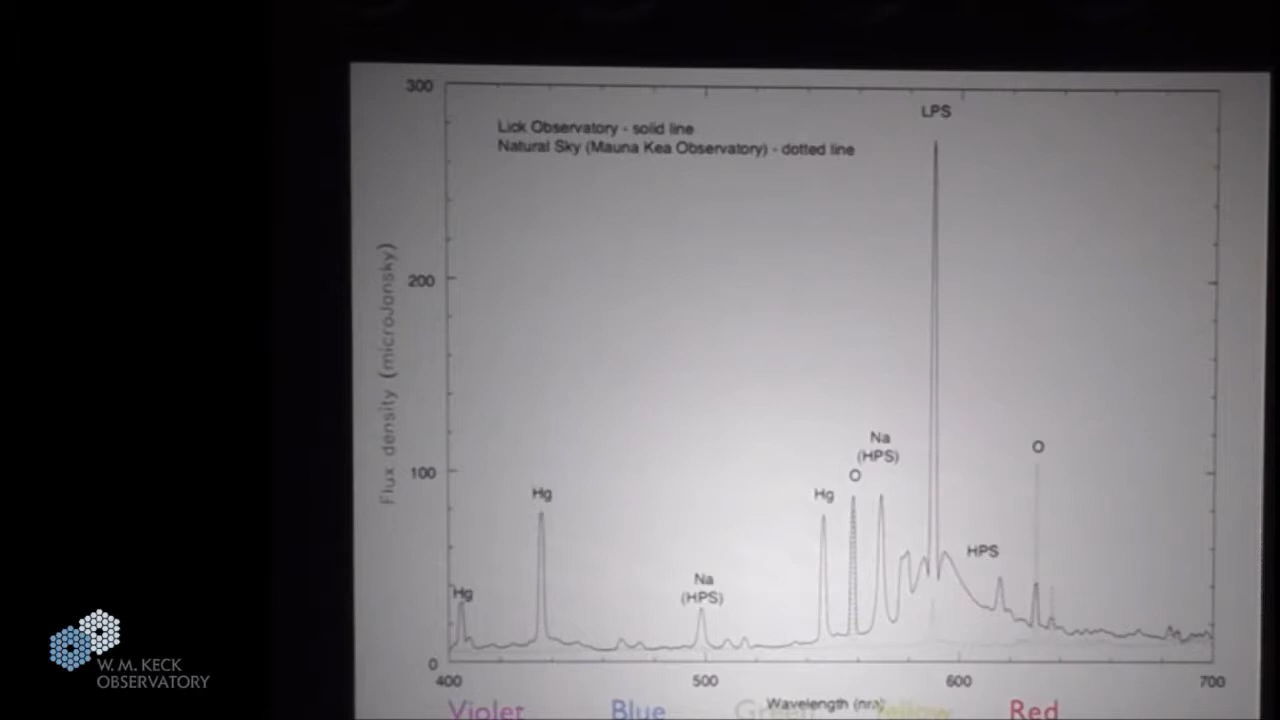 300
LPS
Lick Observatory - solid line
Natural Sky (Mauna Kea Observatory) - dotted line
Flux density (microJansky)
200
Na
(HPS)
O
O
100
Hg
Hg
HPS
Hg
Na
(HPS)
0
400
500
600
700
Wavelength (nm)
Violet
Blue
Green
Yellow
Red
W. M. KECK
OBSERVATORY